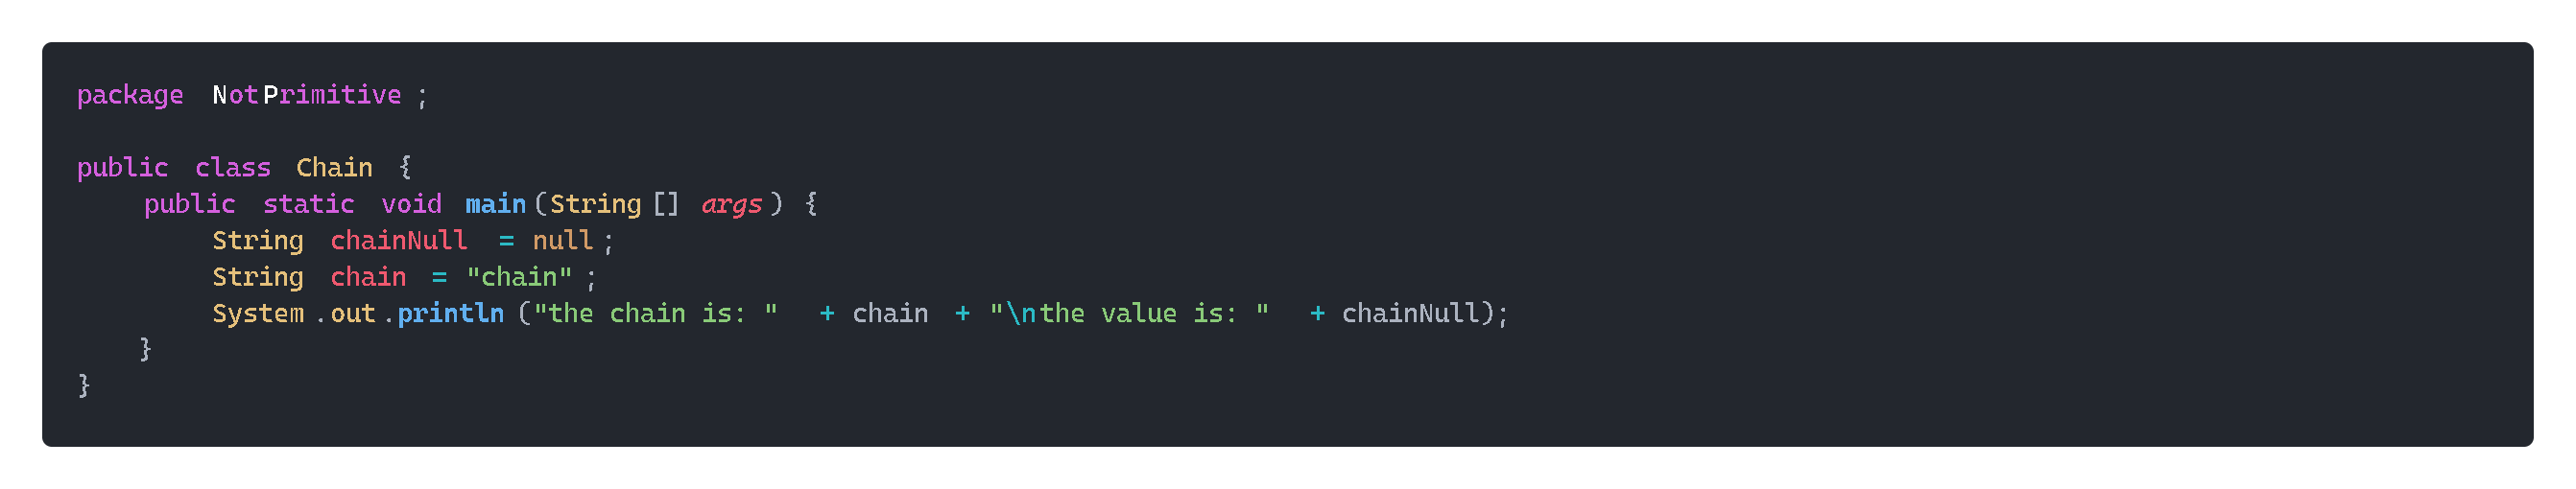 package NotPrimitive;
public class Chain {
public static void main(String[] args) {
String chainNull = null;
String chain = "chain";
System.out.println("the chain is: " + chain + "\nthe value is: " + chainNull);
}
}